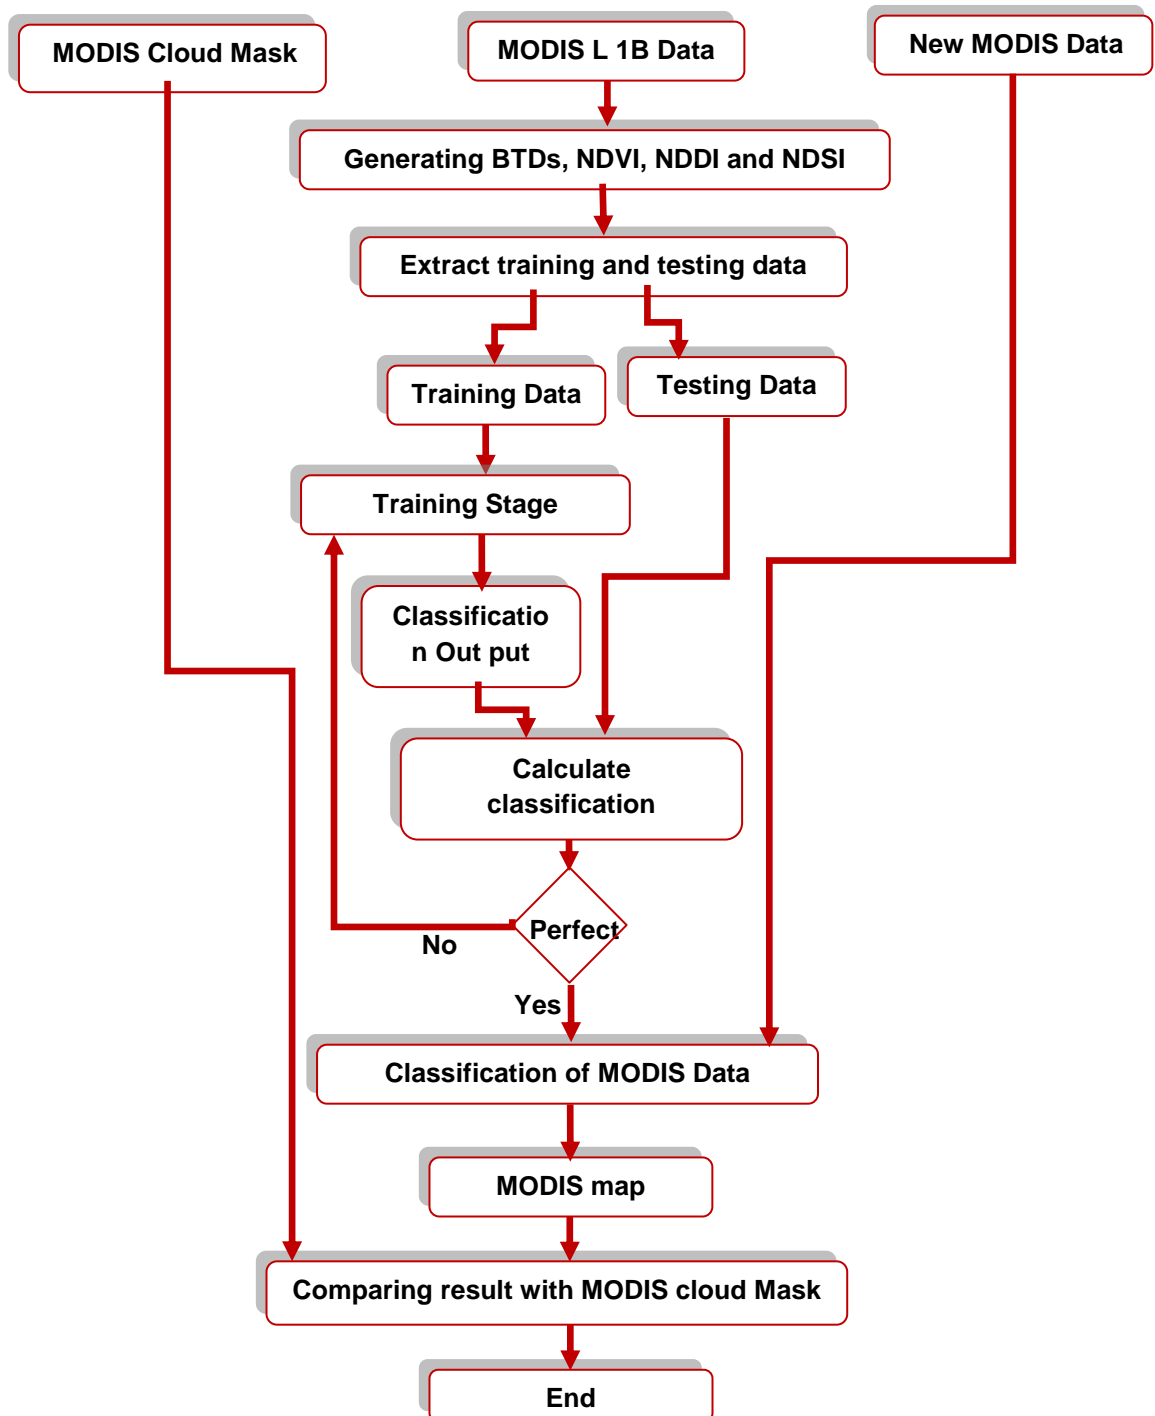 MODIS Cloud Mask
MODIS L 1B Data
New MODIS Data
Generating BTDs, NDVI, NDDI and NDSI
Extract training and testing data
Training Data
Testing Data
Training Stage
Classificatio
n Out put
Calculate
classification
Perfect
No
Yes
Classification of MODIS Data
MODIS map
Comparing result with MODIS cloud Mask
End